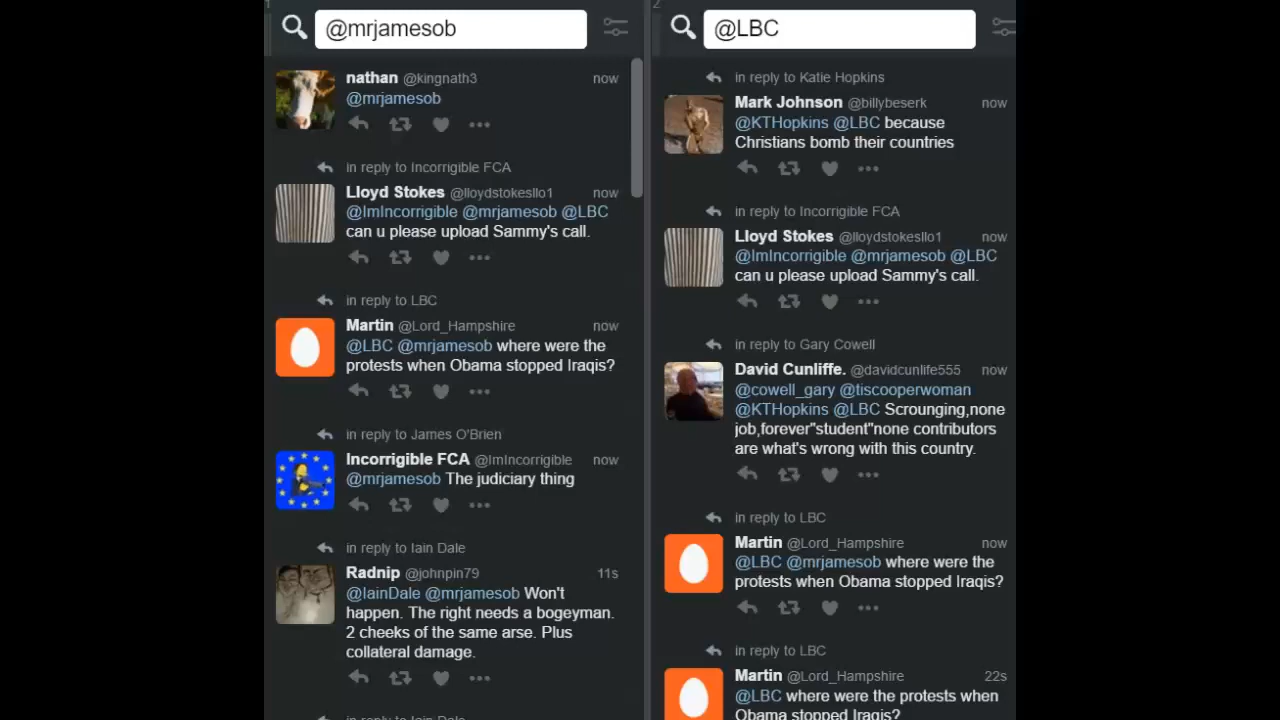 1
@mrjamesob
nathan @kingnath3 now
@mrjamesob
in reply to Incorrigible FCA
Lloyd Stokes @lloydstokesllo1 now
@ImIncorrigible @mrjamesob @LBC
can u please upload Sammy's call.
in reply to LBC
Martin @Lord_Hampshire now
@LBC @mrjamesob where were the
protests when Obama stopped Iraqis?
in reply to James O'Brien
Incorrigible FCA @ImIncorrigible now
@mrjamesob The judiciary thing
in reply to Iain Dale
Radnip @johnpin79 11s
@IainDale @mrjamesob Won't
happen. The right needs a bogeyman.
2 cheeks of the same arse. Plus
collateral damage.
in reply to Iain Dale
2
@LBC
in reply to Katie Hopkins
Mark Johnson @billybeserk now
@KTHopkins @LBC because
Christians bomb their countries
in reply to Incorrigible FCA
Lloyd Stokes @lloydstokesllo1 now
@ImIncorrigible @mrjamesob @LBC
can u please upload Sammy's call.
in reply to Gary Cowell
David Cunliffe. @davidcunlife555 now
@cowell_gary @tiscooperwoman
@KTHopkins @LBC Scrounging,none
job,forever"student"none contributors
are what's wrong with this country.
in reply to LBC
Martin @Lord_Hampshire now
@LBC @mrjamesob where were the
protests when Obama stopped Iraqis?
in reply to LBC
Martin @Lord_Hampshire 22s
@LBC where were the protests when
Obama stopped Iraqis?